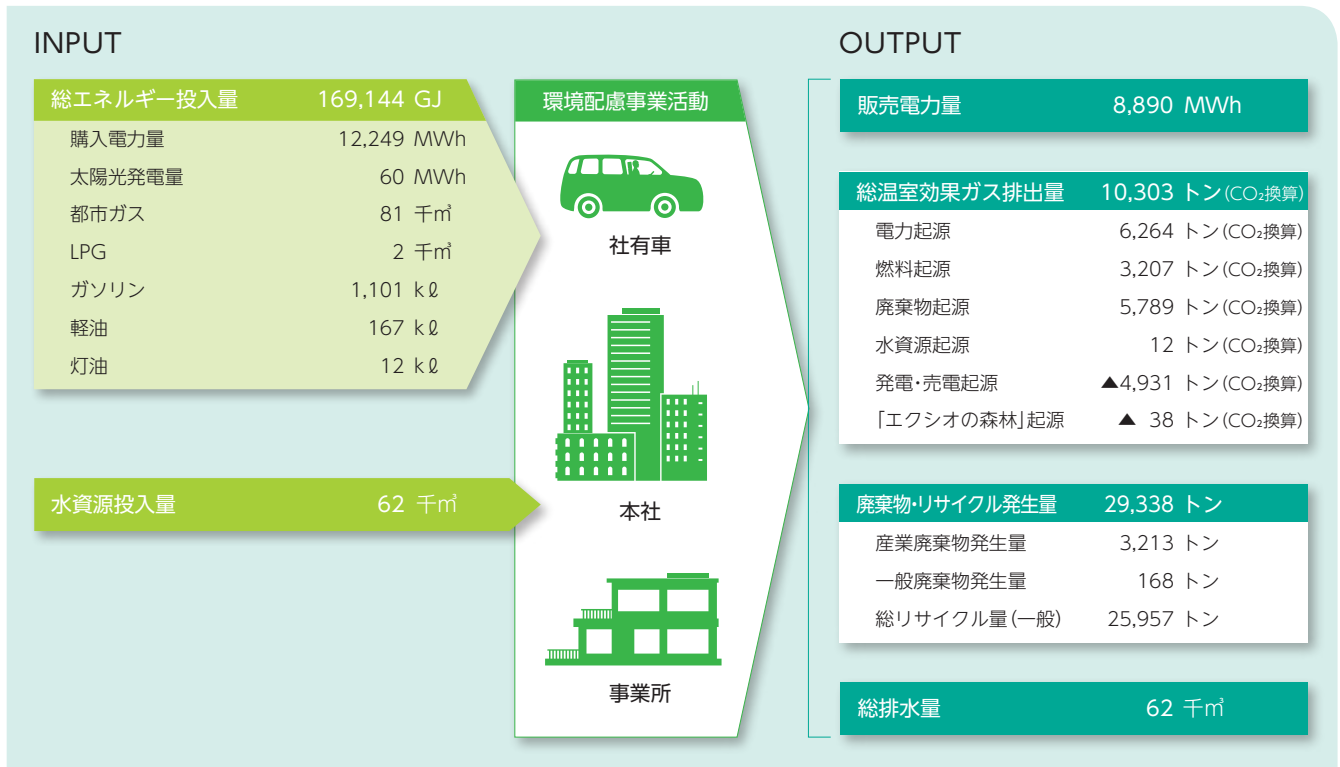 INPUT
総エネルギー投入量 169,144 GJ
購入電力量 12,249 MWh
太陽光発電量 60 MWh
都市ガス 81 千㎥
LPG 2 千㎥
ガソリン 1,101 kℓ
軽油 167 kℓ
灯油 12 kℓ
水資源投入量 62 千㎥
環境配慮事業活動
社有車
本社
事業所
OUTPUT
販売電力量 8,890 MWh
総温室効果ガス排出量 10,303 トン(CO₂換算)
電力起源 6,264 トン(CO₂換算)
燃料起源 3,207 トン(CO₂換算)
廃棄物起源 5,789 トン(CO₂換算)
水資源起源 12 トン(CO₂換算)
発電・売電起源 ▲4,931 トン(CO₂換算)
「エクシオの森林」起源 ▲ 38 トン(CO₂換算)
廃棄物・リサイクル発生量 29,338 トン
産業廃棄物発生量 3,213 トン
一般廃棄物発生量 168 トン
総リサイクル量(一般) 25,957 トン
総排水量 62 千㎥